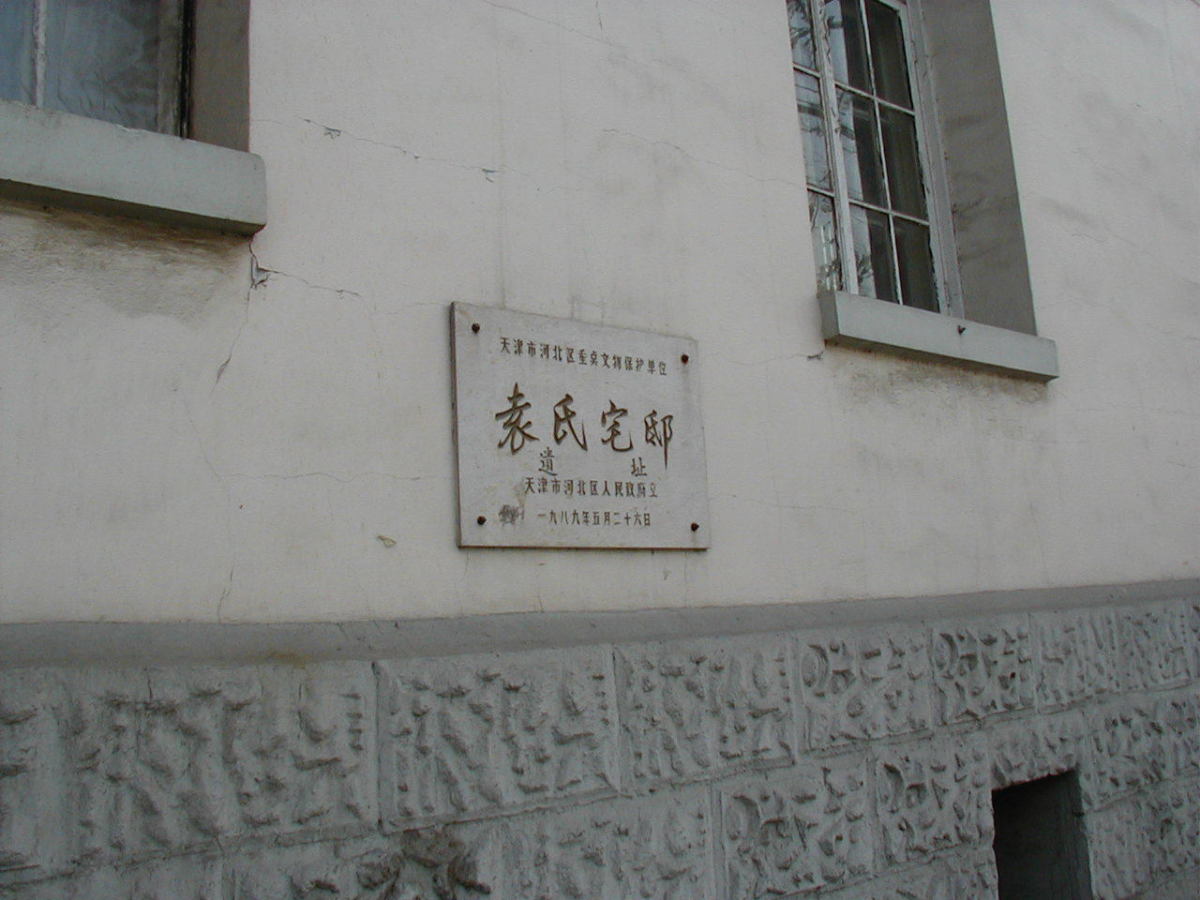 天津市河北区重点文物保护单位
袁氏宅邸
遗址
天津市河北区人民政府立
一九八九年五月二十六日